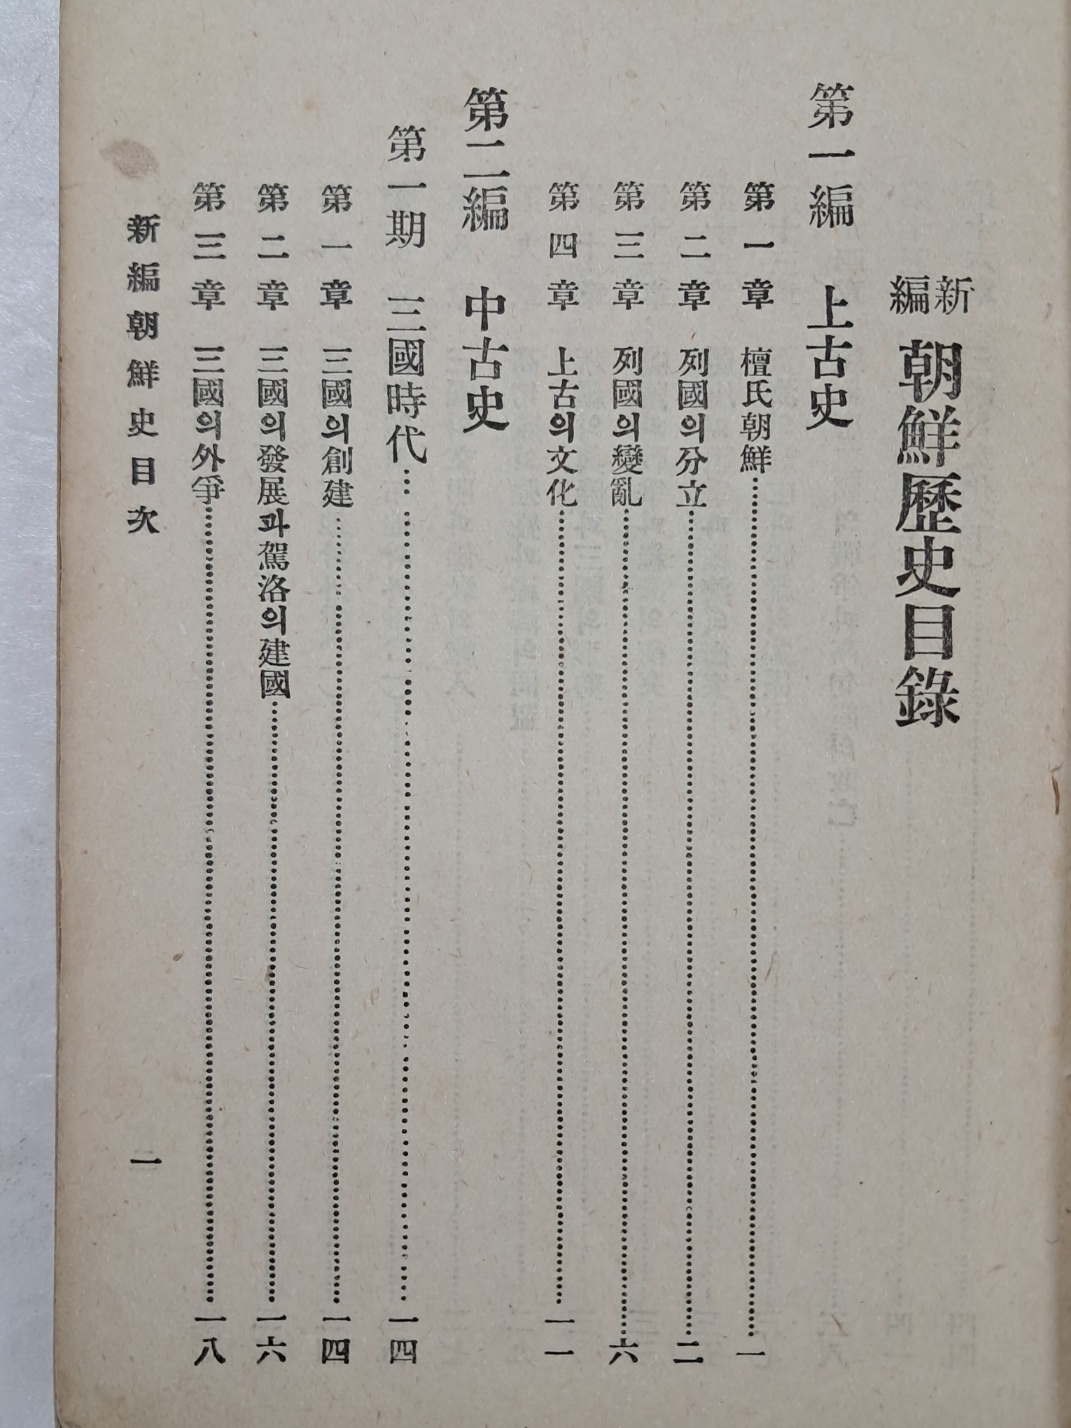 新編 朝鮮歷史目錄
第一編 上古史
第一章 檀氏朝鮮……一
第二章 列國의分立……二
第三章 列國의變亂……六
第四章 上古의文化……一一
第二編 中古史
第一期 三國時代……一四
第一章 三國의創建……一四
第二章 三國의發展과駕洛의建國……一六
第三章 三國의外爭……一八
新編朝鮮史目次 一